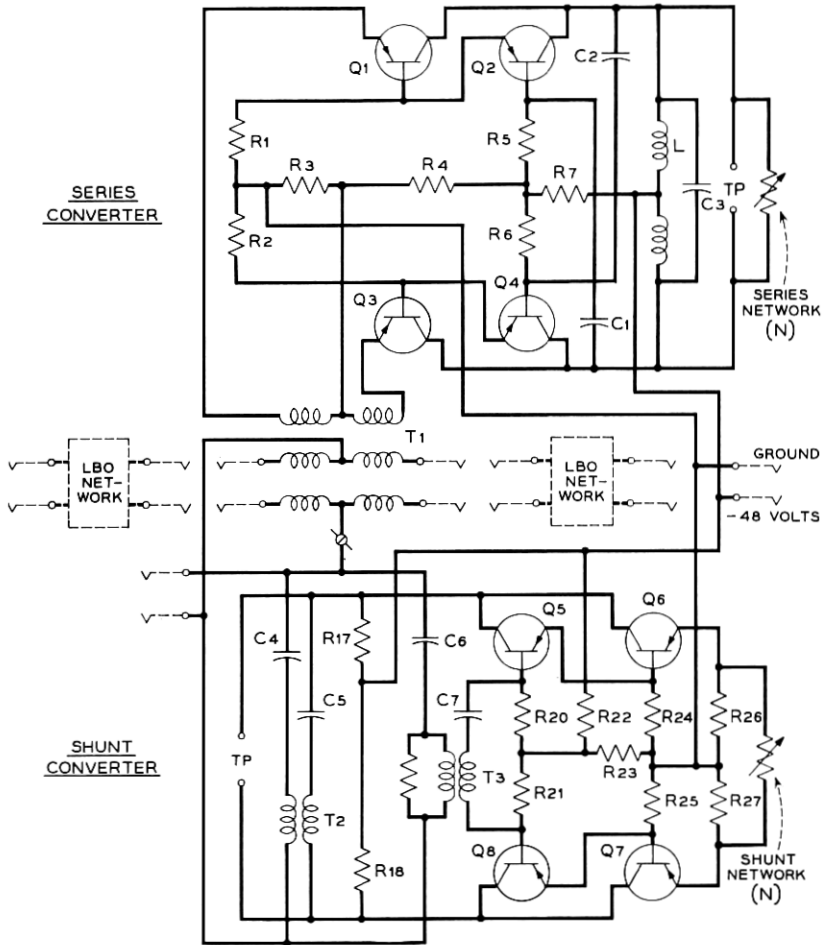 Q1
Q2
C2
R1
R5
R3
R4
R7
L
TP
C3
SERIES
CONVERTER
R2
R6
Q3
Q4
C1
SERIES
NETWORK
(N)
T1
LBO
NET-
WORK
LBO
NET-
WORK
GROUND
-48 VOLTS
Q5
Q6
C4
R17
C6
C5
C7
R20
R22
R24
R26
SHUNT
CONVERTER
TP
T3
R23
R21
R25
R27
T2
R18
Q8
Q7
SHUNT
NETWORK
(N)